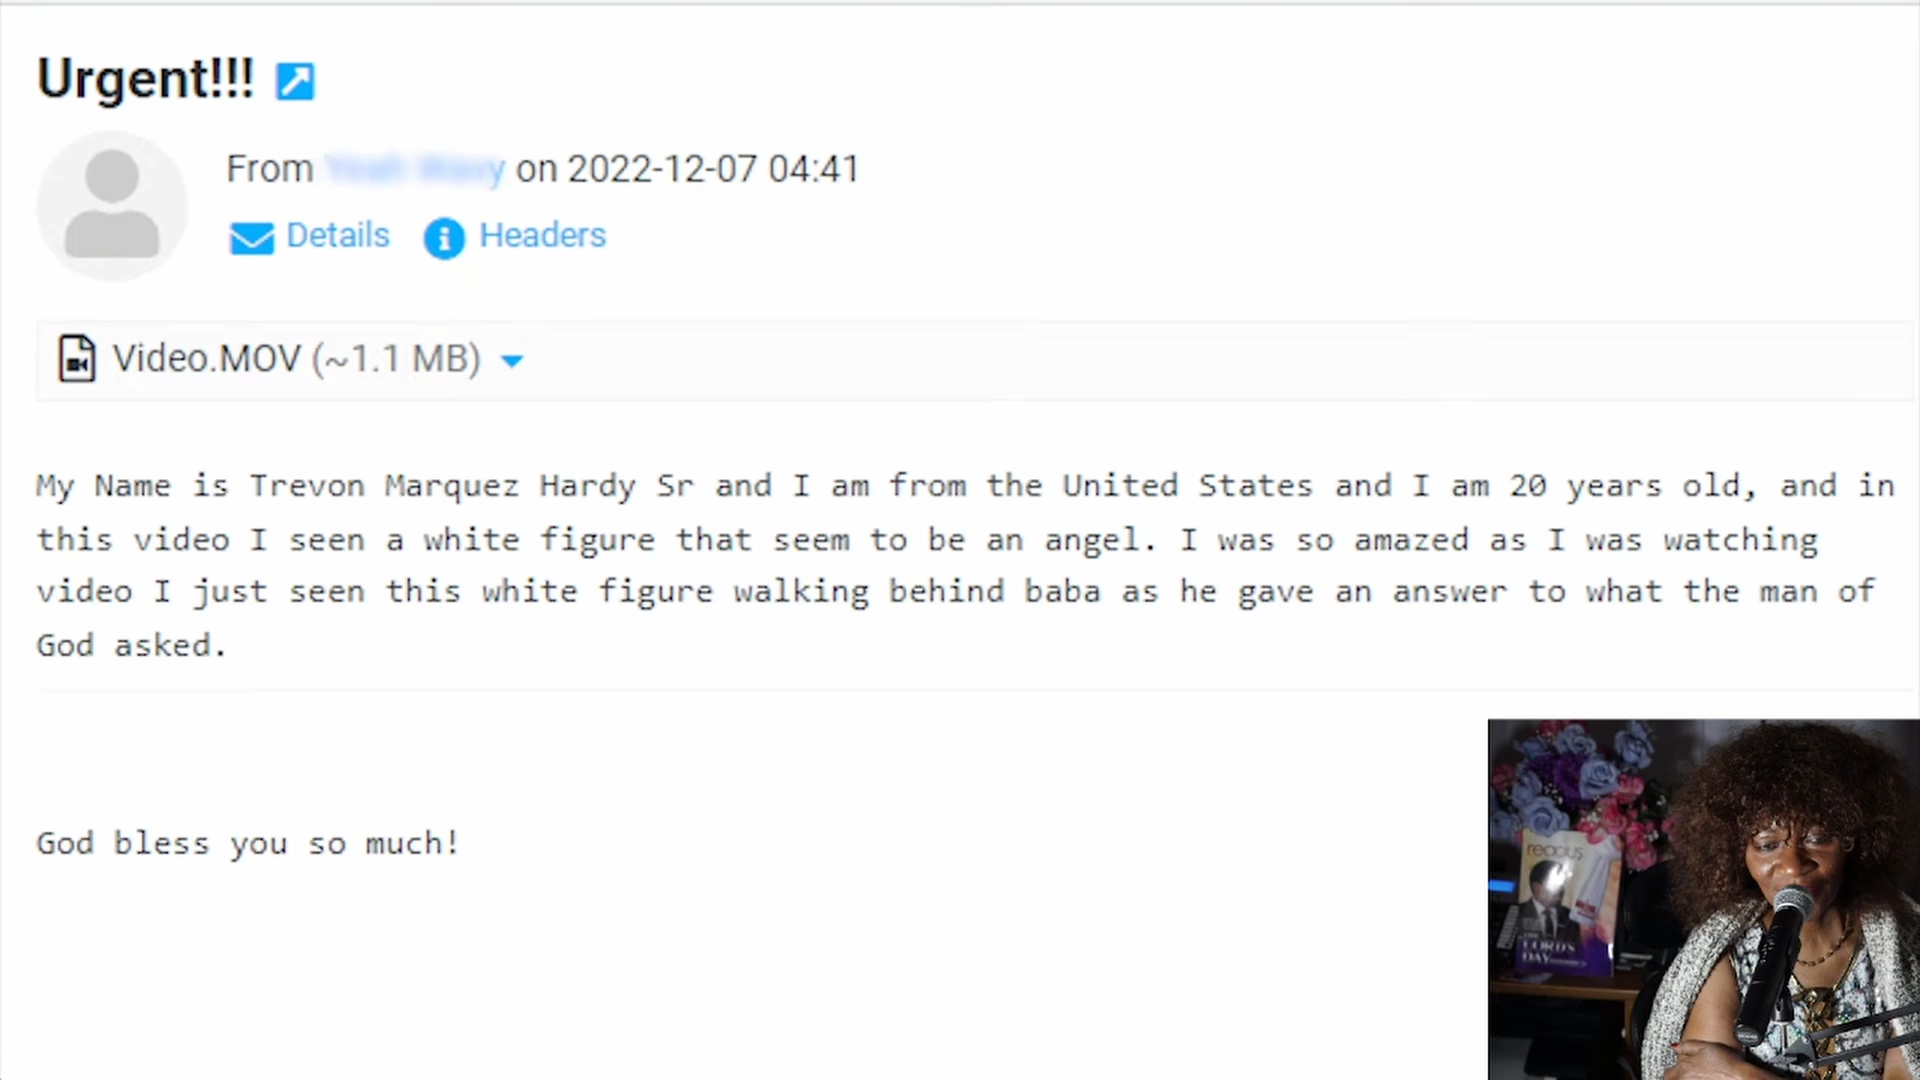 Urgent!!!
From on 2022-12-07 04:41
Details Headers
Video.MOV (~1.1 MB)
My Name is Trevon Marquez Hardy Sr and I am from the United States and I am 20 years old, and in
this video I seen a white figure that seem to be an angel. I was so amazed as I was watching
video I just seen this white figure walking behind baba as he gave an answer to what the man of
God asked.
God bless you so much!
LORD'S
DAY